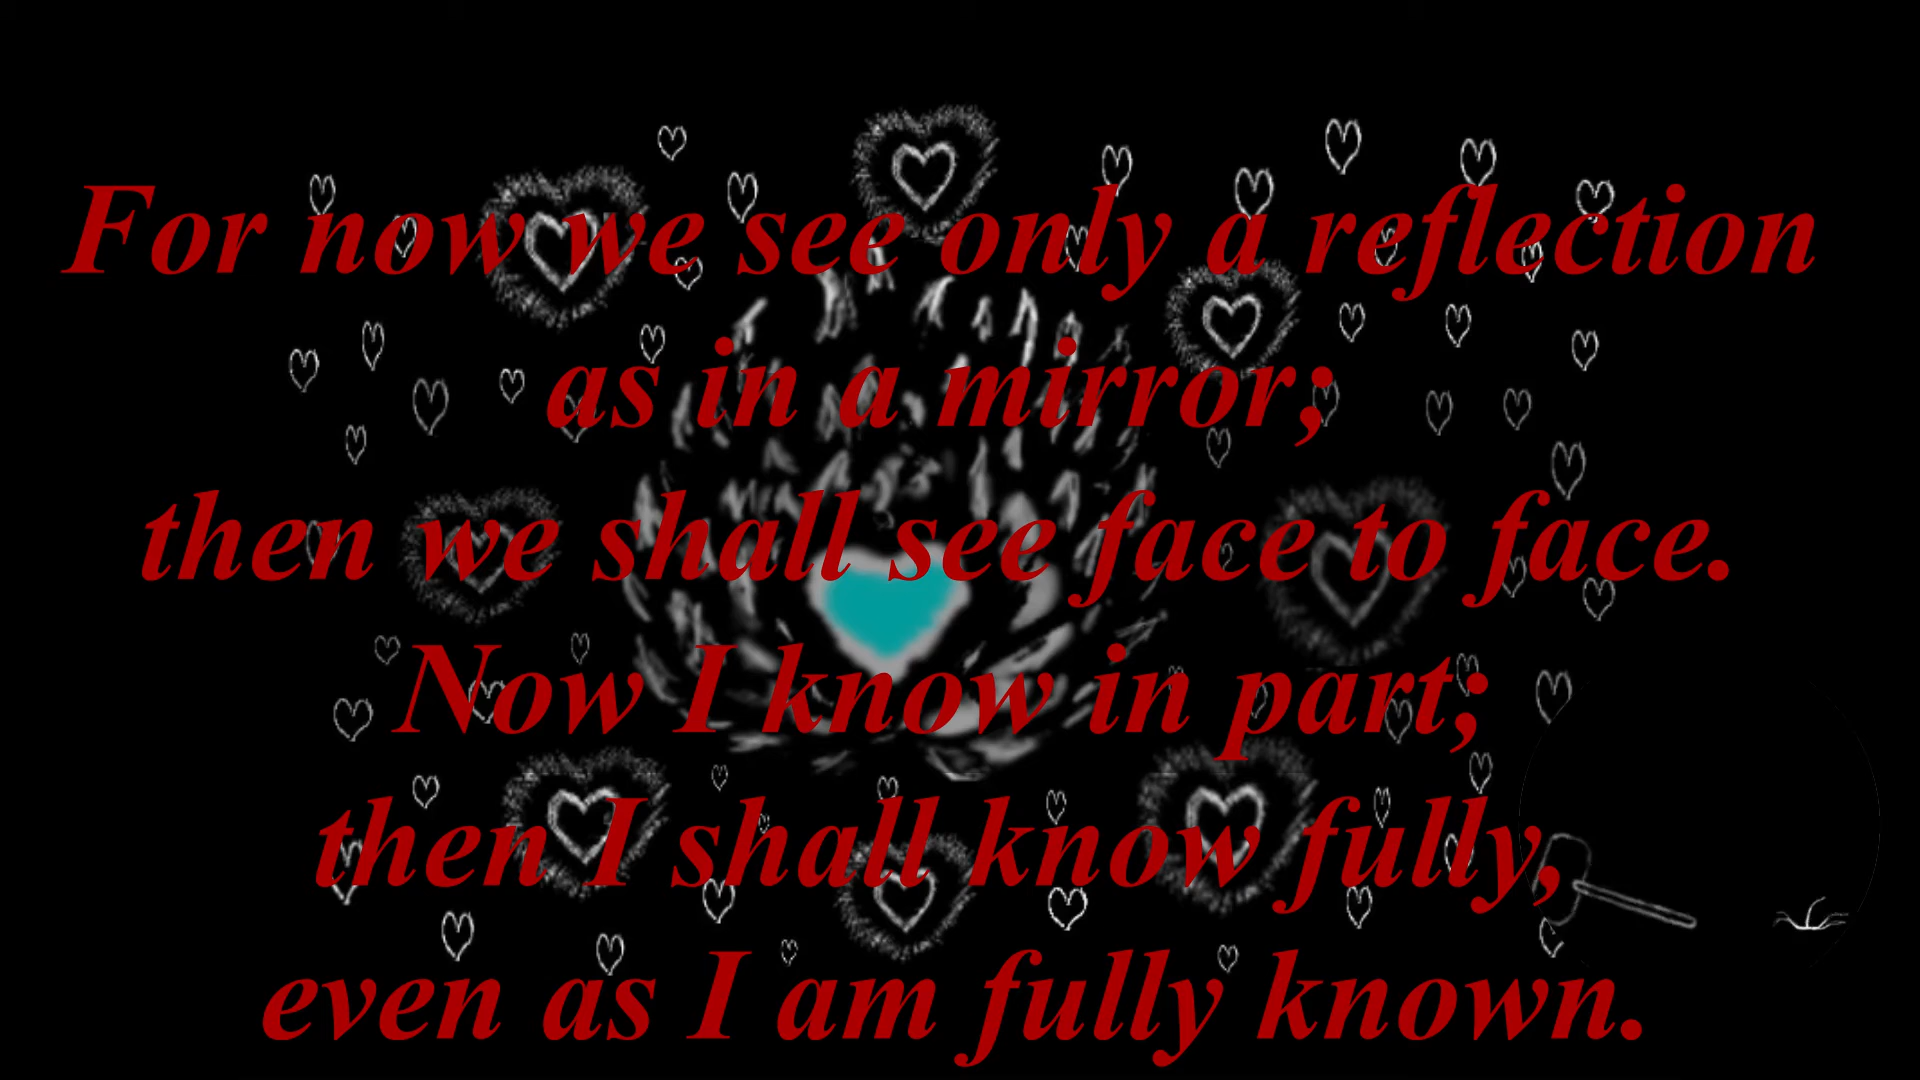 For now we see only a reflection
as in a mirror;
then we shall see face to face.
Now I know in part;
then I shall know fully,
even as I am fully known.